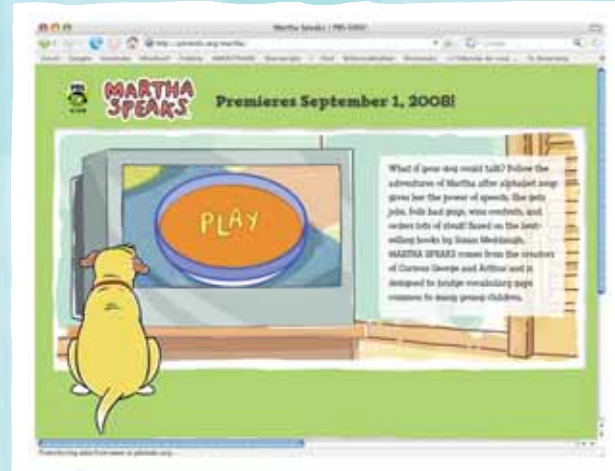 Martha Speaks | PBS KIDS
PBS
KIDS
MARTHA
SPEAKS
Premieres September 1, 2008!
PLAY
What if your dog could talk? Follow the
adventures of Martha after alphabet soup
gives her the power of speech. She gets
jobs, foils bad guys, wins contests, and
orders lots of steak! Based on the best-
selling books by Susan Meddaugh,
MARTHA SPEAKS comes from the creators
of Curious George and Arthur and is
designed to bridge vocabulary gaps
common to many young children.